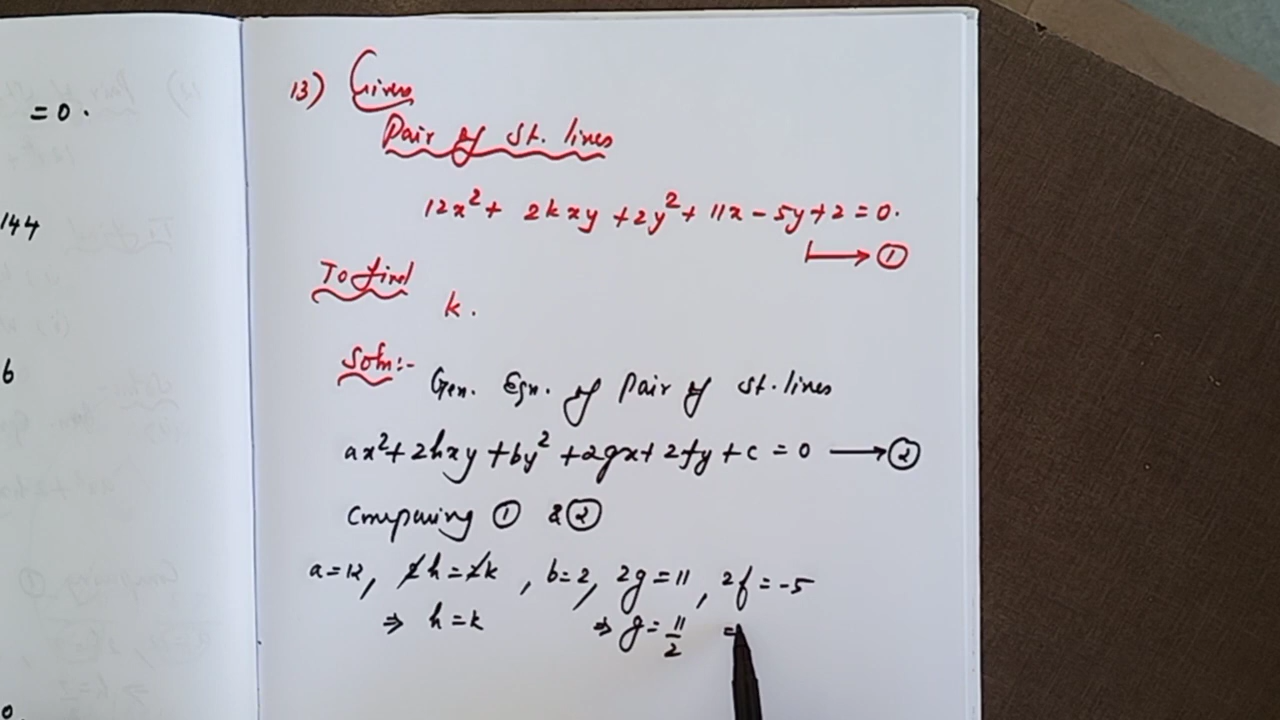 = 0 .
144
6
0
13) Given
Pair of St. lines
12x² + 2kxy + 2y² + 11x - 5y + 2 = 0.
→ ①
To find
k.
Soln:-
Gen. Eqn. of Pair of St. lines
ax² + 2hxy + by² + 2gx + 2fy + c = 0 → ②
Comparing ① & ②
a = 12, 2h = 2k, b = 2, 2g = 11, 2f = -5
⇒ h = k ⇒ g = 11/2 =